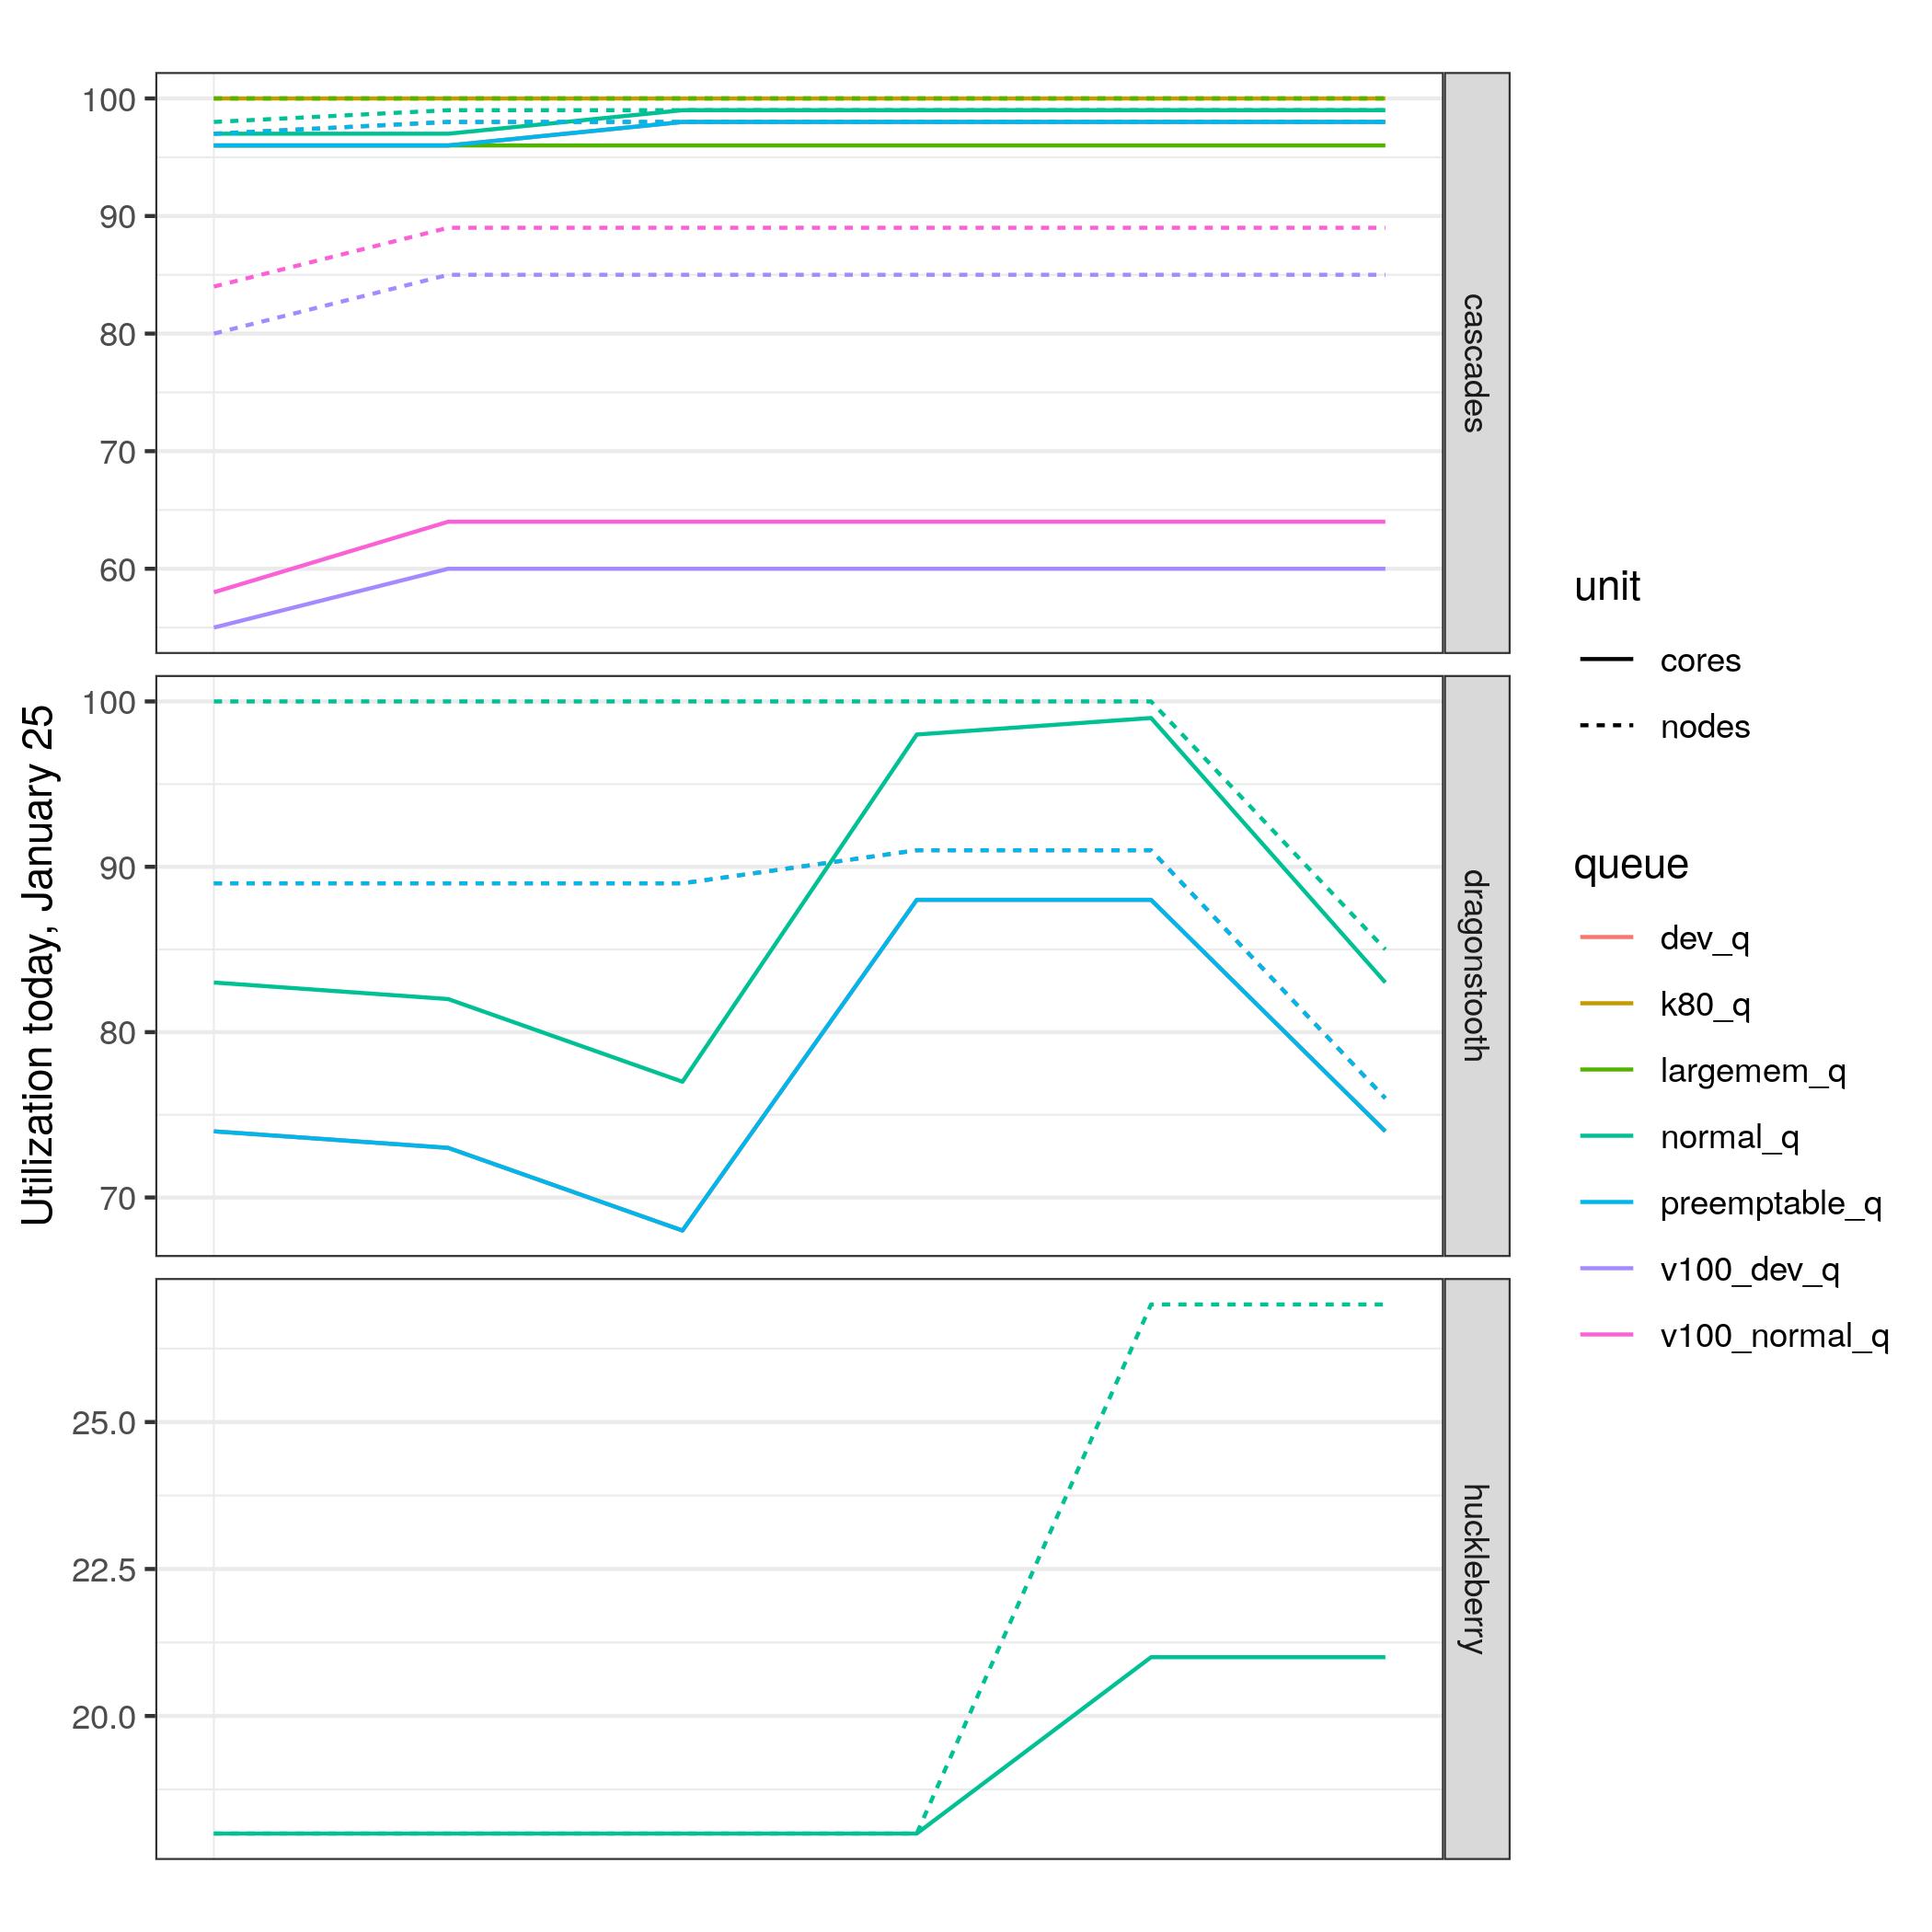 Utilization today, January 25
100
90
80
70
60
cascades
100
90
80
70
dragonstooth
25.0
22.5
20.0
huckleberry
unit
cores
nodes
queue
dev_q
k80_q
largemem_q
normal_q
preemptable_q
v100_dev_q
v100_normal_q